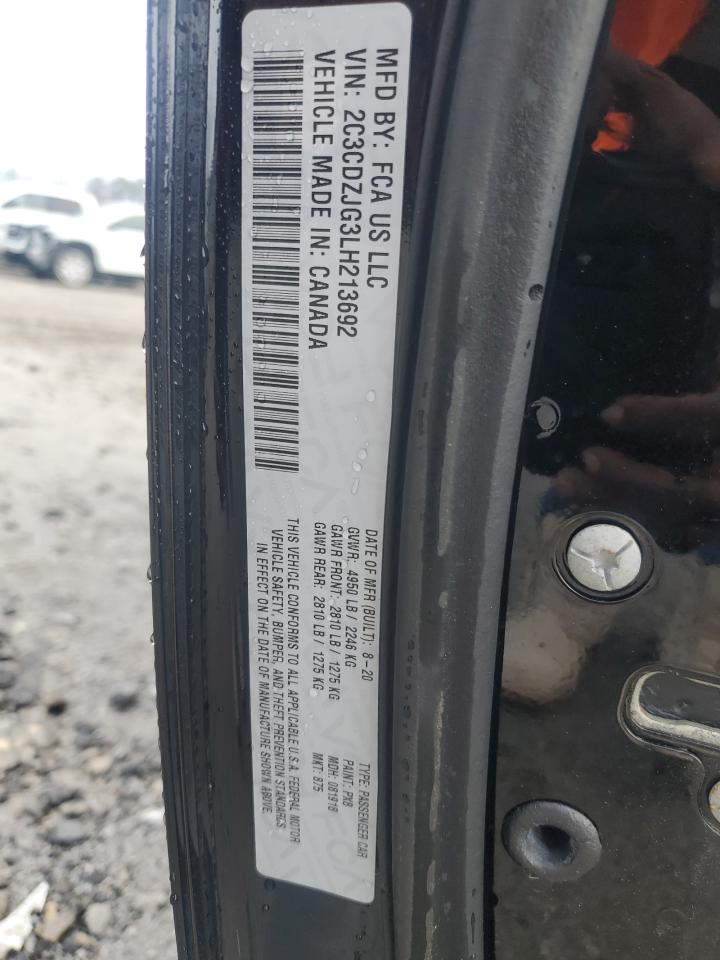 MFD BY: FCA US LLC
VIN: 2C3CDZJG3LH213692
VEHICLE MADE IN: CANADA
DATE OF MFR (BUILT): 8-20
GVWR: 4950 LB / 2246 KG
GAWR FRONT: 2810 LB / 1275 KG
GAWR REAR: 2810 LB / 1275 KG
THIS VEHICLE CONFORMS TO ALL APPLICABLE U.S.A. FEDERAL MOTOR
VEHICLE SAFETY, BUMPER, AND THEFT PREVENTION STANDARDS
IN EFFECT ON THE DATE OF MANUFACTURE SHOWN ABOVE.
TYPE: PASSENGER CAR
PAINT: PX8
MDH: 081918
MKT: 875